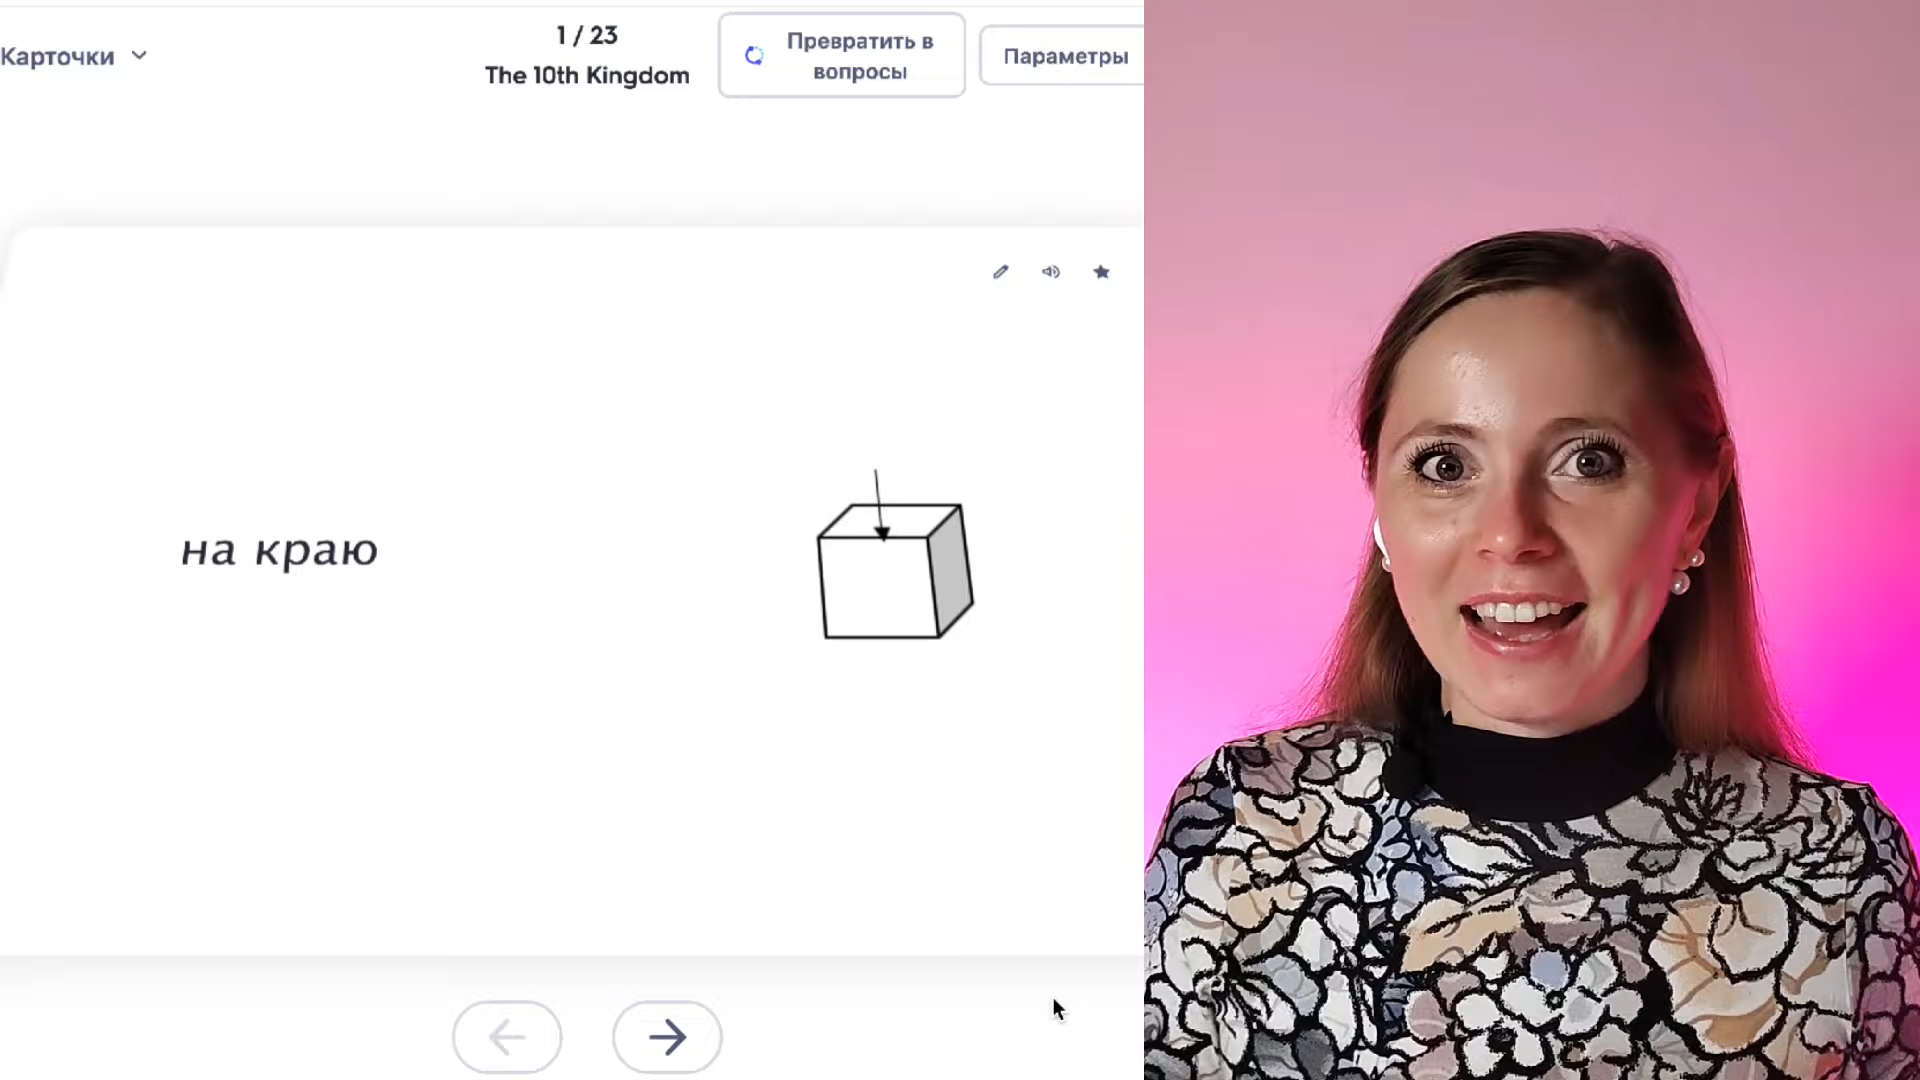 Карточки
1 / 23
The 10th Kingdom
Превратить в
вопросы
Параметры
на краю